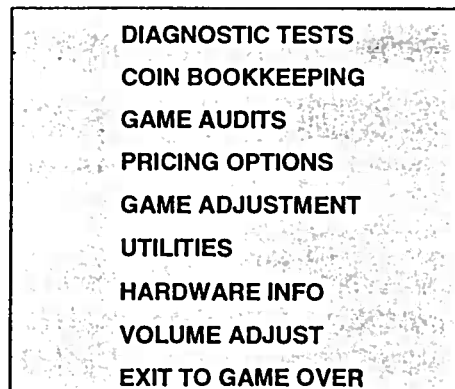 DIAGNOSTIC TESTS
COIN BOOKKEEPING
GAME AUDITS
PRICING OPTIONS
GAME ADJUSTMENT
UTILITIES
HARDWARE INFO
VOLUME ADJUST
EXIT TO GAME OVER